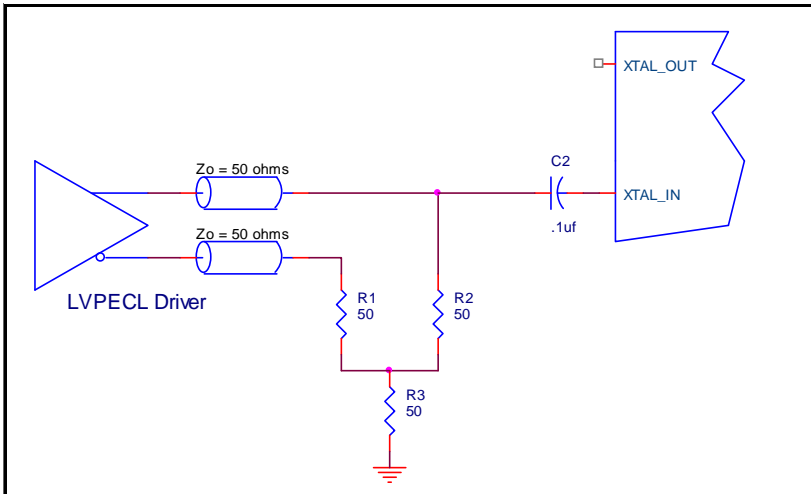 XTAL_OUT
Zo = 50 ohms
C2
XTAL_IN
.1uf
Zo = 50 ohms
LVPECL Driver
R1
50
R2
50
R3
50